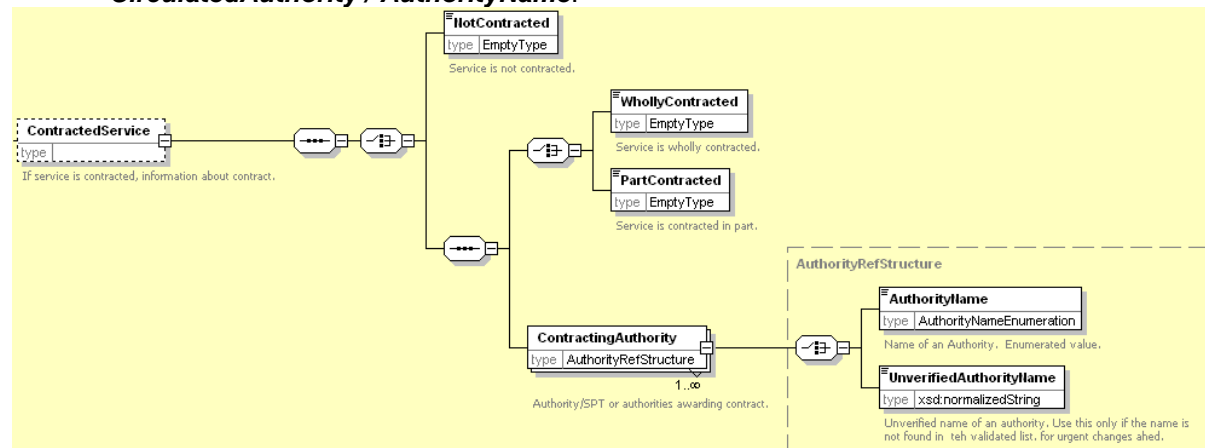 CirculatedAuthority / AuthorityName.
NotContracted
type EmptyType
Service is not contracted.
ContractedService
type
If service is contracted, information about contract.
WhollyContracted
type EmptyType
Service is wholly contracted.
PartContracted
type EmptyType
Service is contracted in part.
ContractingAuthority
type AuthorityRefStructure
1..∞
Authority/SPT or authorities awarding contract.
AuthorityRefStructure
AuthorityName
type AuthorityNameEnumeration
Name of an Authority. Enumerated value.
UnverifiedAuthorityName
type xsd:normalizedString
Unverified name of an authority. Use this only if the name is
not found in teh validated list. for urgent changes ahed.